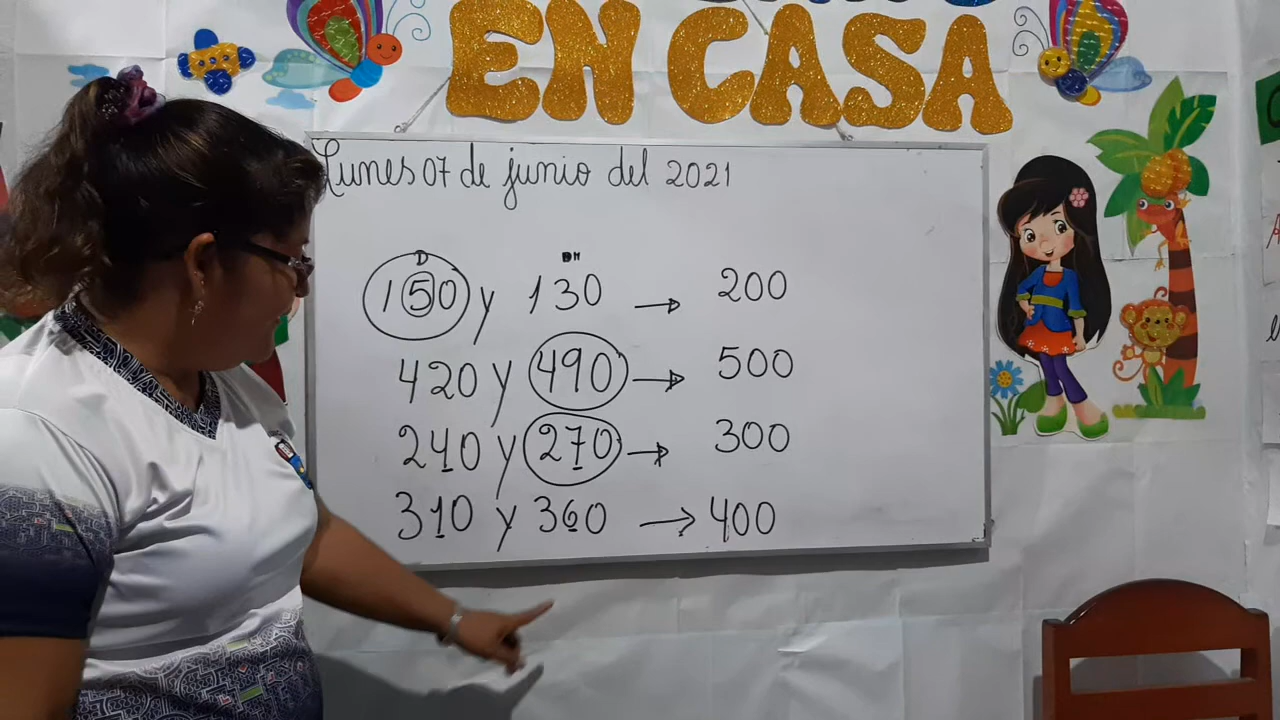 EN CASA
Lunes 07 de junio del 2021
D DM
150 y 130 → 200
420 y 490 → 500
240 y 270 → 300
310 y 360 → 400